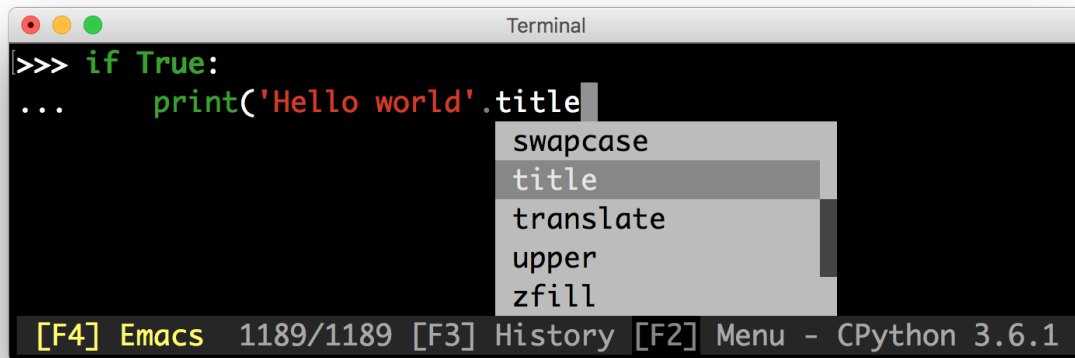 Terminal
>>> if True:
...     print('Hello world'.title
swapcase
title
translate
upper
zfill
[F4] Emacs  1189/1189 [F3] History [F2] Menu - CPython 3.6.1